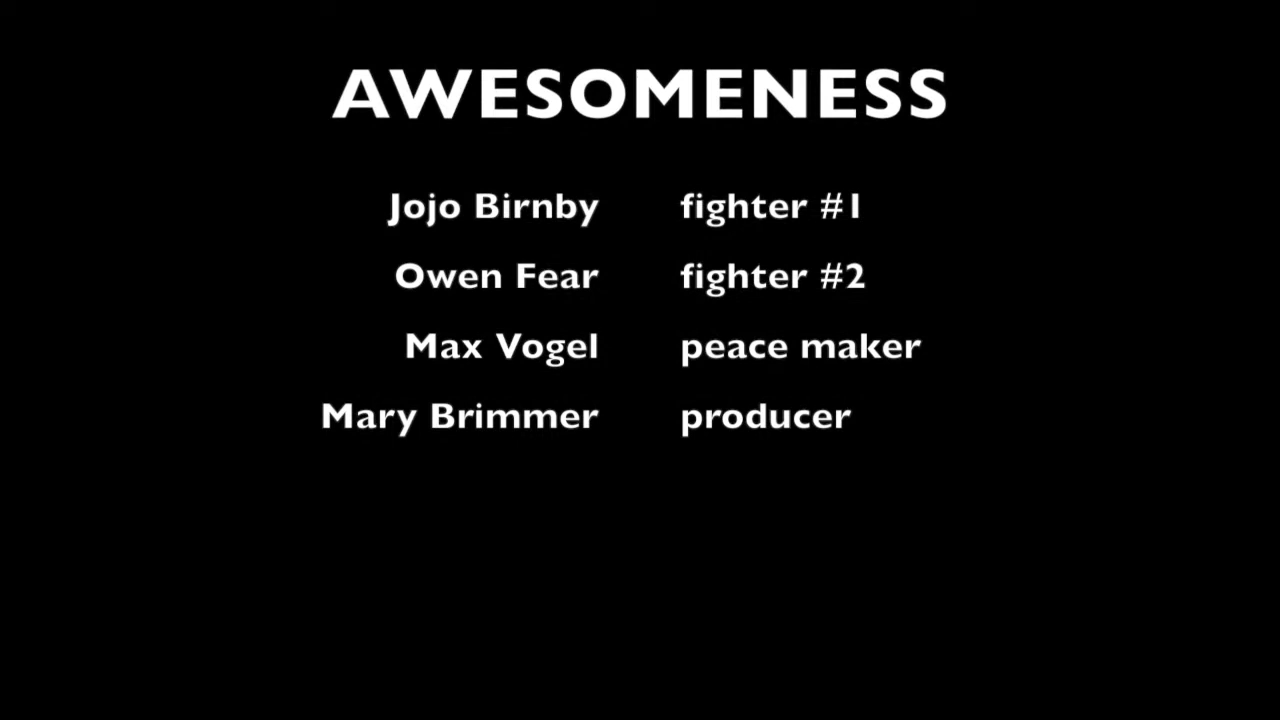 AWESOMENESS
Jojo Birnby fighter #1
Owen Fear fighter #2
Max Vogel peace maker
Mary Brimmer producer